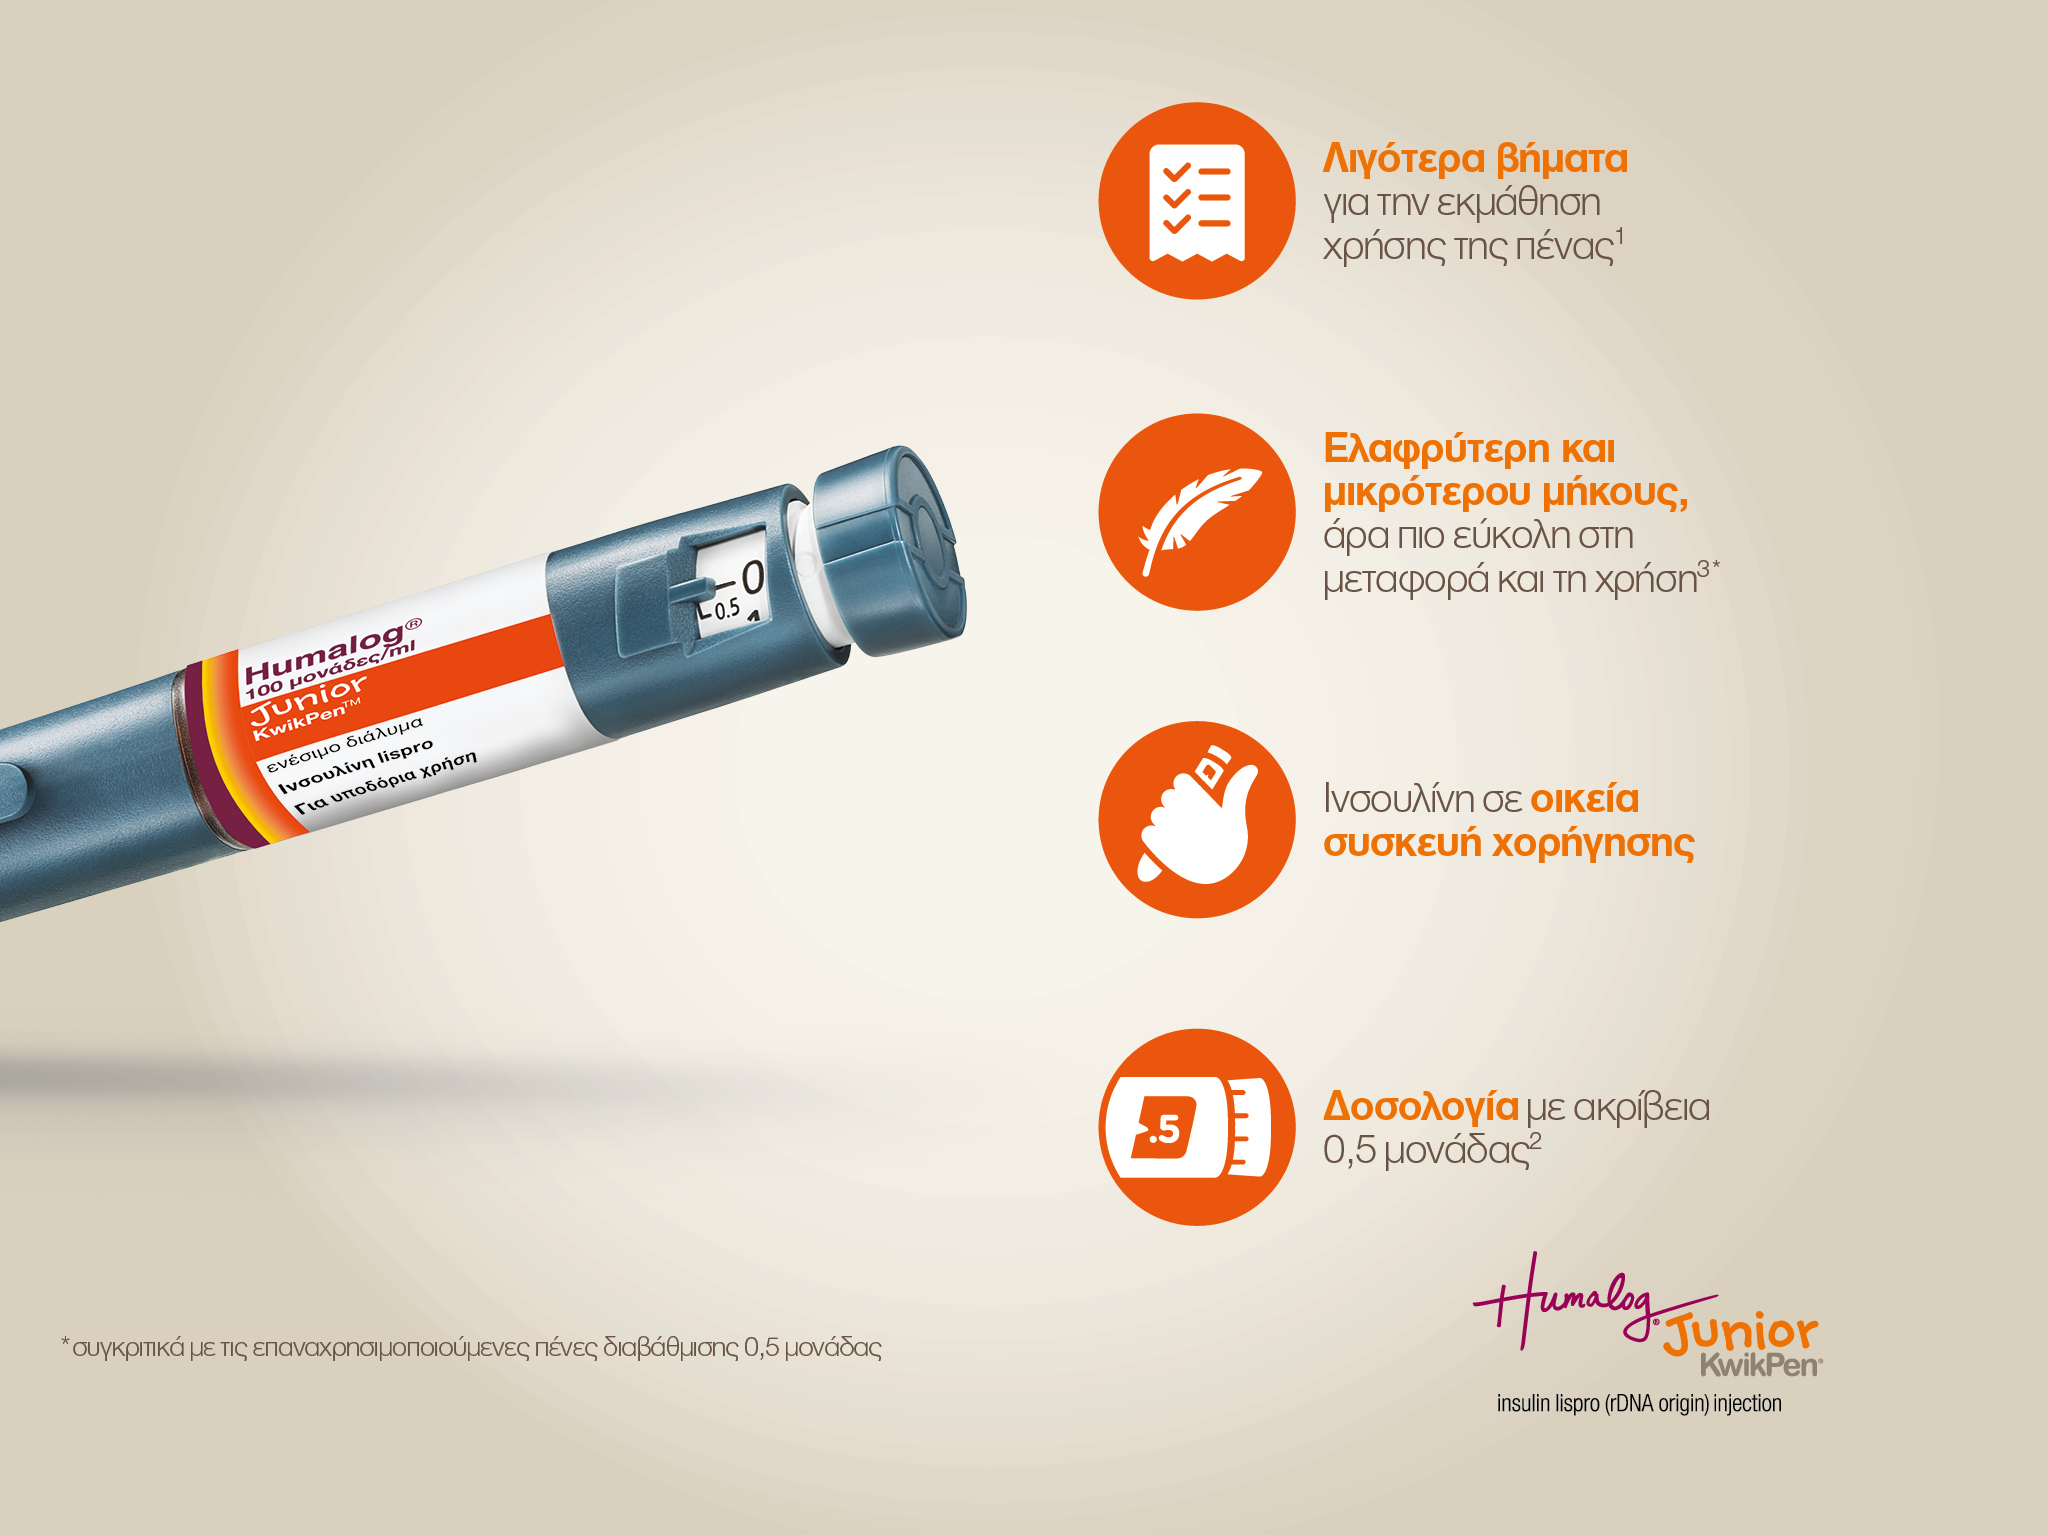 Λιγότερα βήματα
για την εκμάθηση
χρήσης της πένας¹
Ελαφρύτερη και
μικρότερου μήκους,
άρα πιο εύκολη στη
μεταφορά και τη χρήση³*
Ινσουλίνη σε οικεία
συσκευή χορήγησης
Δοσολογία με ακρίβεια
0,5 μονάδας²
.5
0
0.5
Humalog®
100 μονάδες/ml
Junior
KwikPen™
ενέσιμο διάλυμα
Ινσουλίνη lispro
Για υποδόρια χρήση
*συγκριτικά με τις επαναχρησιμοποιούμενες πένες διαβάθμισης 0,5 μονάδας
Humalog®
Junior
KwikPen®
insulin lispro (rDNA origin) injection